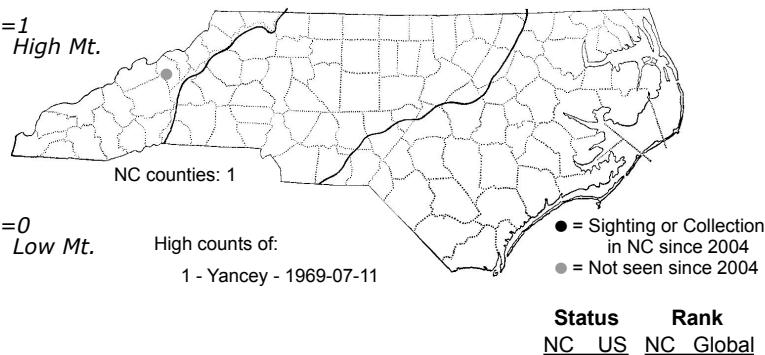 =1
High Mt.
NC counties: 1
=0
Low Mt.
High counts of:
1 - Yancey - 1969-07-11
● = Sighting or Collection
in NC since 2004
● = Not seen since 2004
Status Rank
NC US NC Global